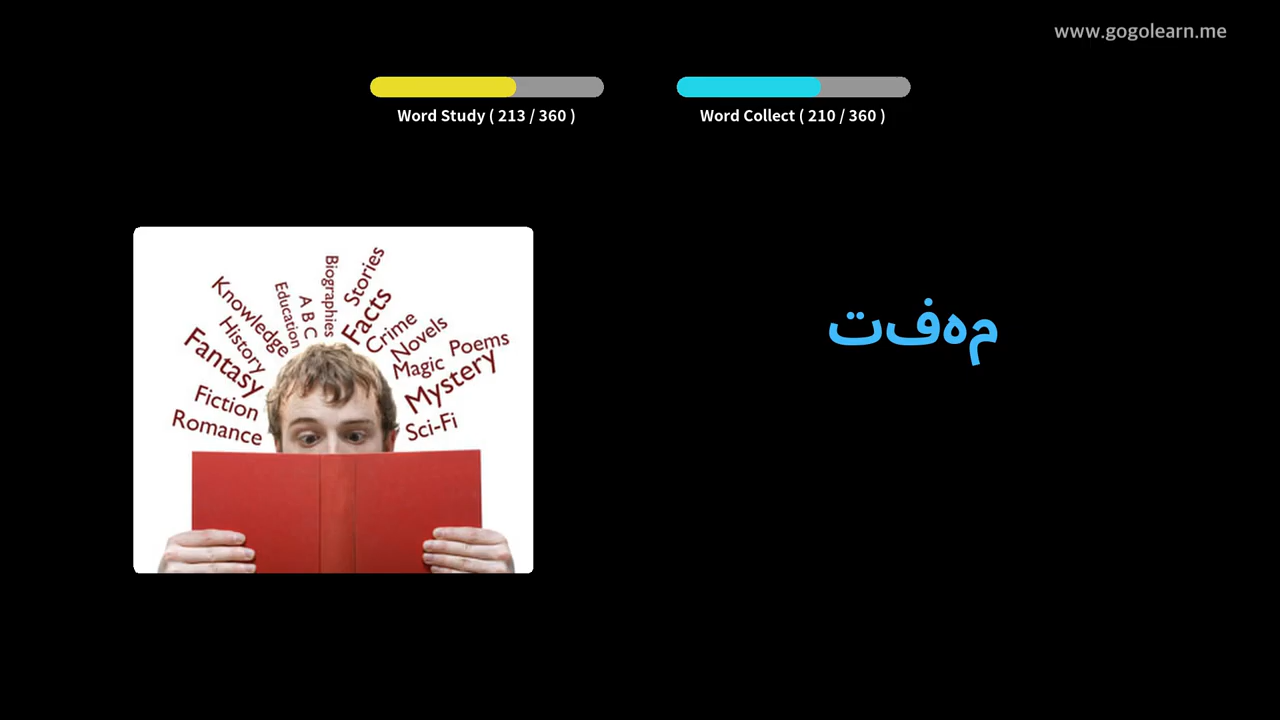 www.gogolearn.me
Word Study ( 213 / 360 )
Word Collect ( 210 / 360 )
مهفت
Knowledge
Education
A B C
Biographies
Stories
Facts
History
Crime
Novels
Fantasy
Magic
Poems
Mystery
Fiction
Romance
Sci-Fi